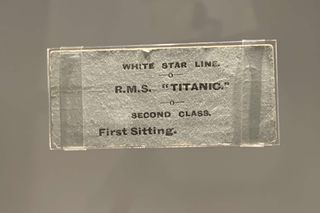 WHITE STAR LINE.
R.M.S. "TITANIC."
SECOND CLASS.
First Sitting.